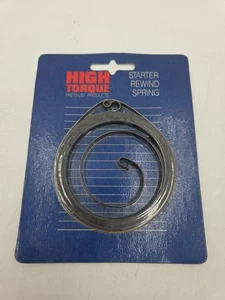 HIGH
TORQUE
PREMIUM PRODUCTS
STARTER
REWIND
SPRING